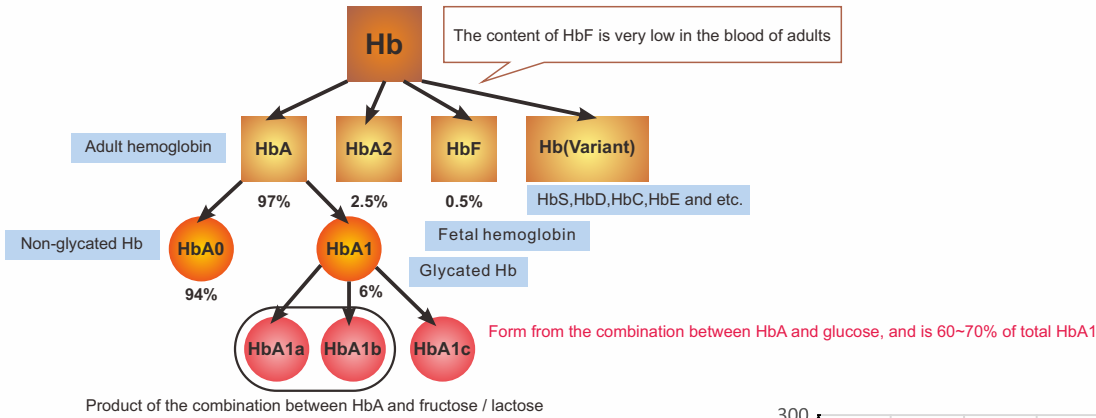 Hb
The content of HbF is very low in the blood of adults
Adult hemoglobin
HbA
HbA2
HbF
Hb(Variant)
97%
2.5%
0.5%
HbS,HbD,HbC,HbE and etc.
Fetal hemoglobin
Non-glycated Hb
HbA0
HbA1
Glycated Hb
94%
6%
HbA1a
HbA1b
HbA1c
Form from the combination between HbA and glucose, and is 60~70% of total HbA1
Product of the combination between HbA and fructose / lactose
300